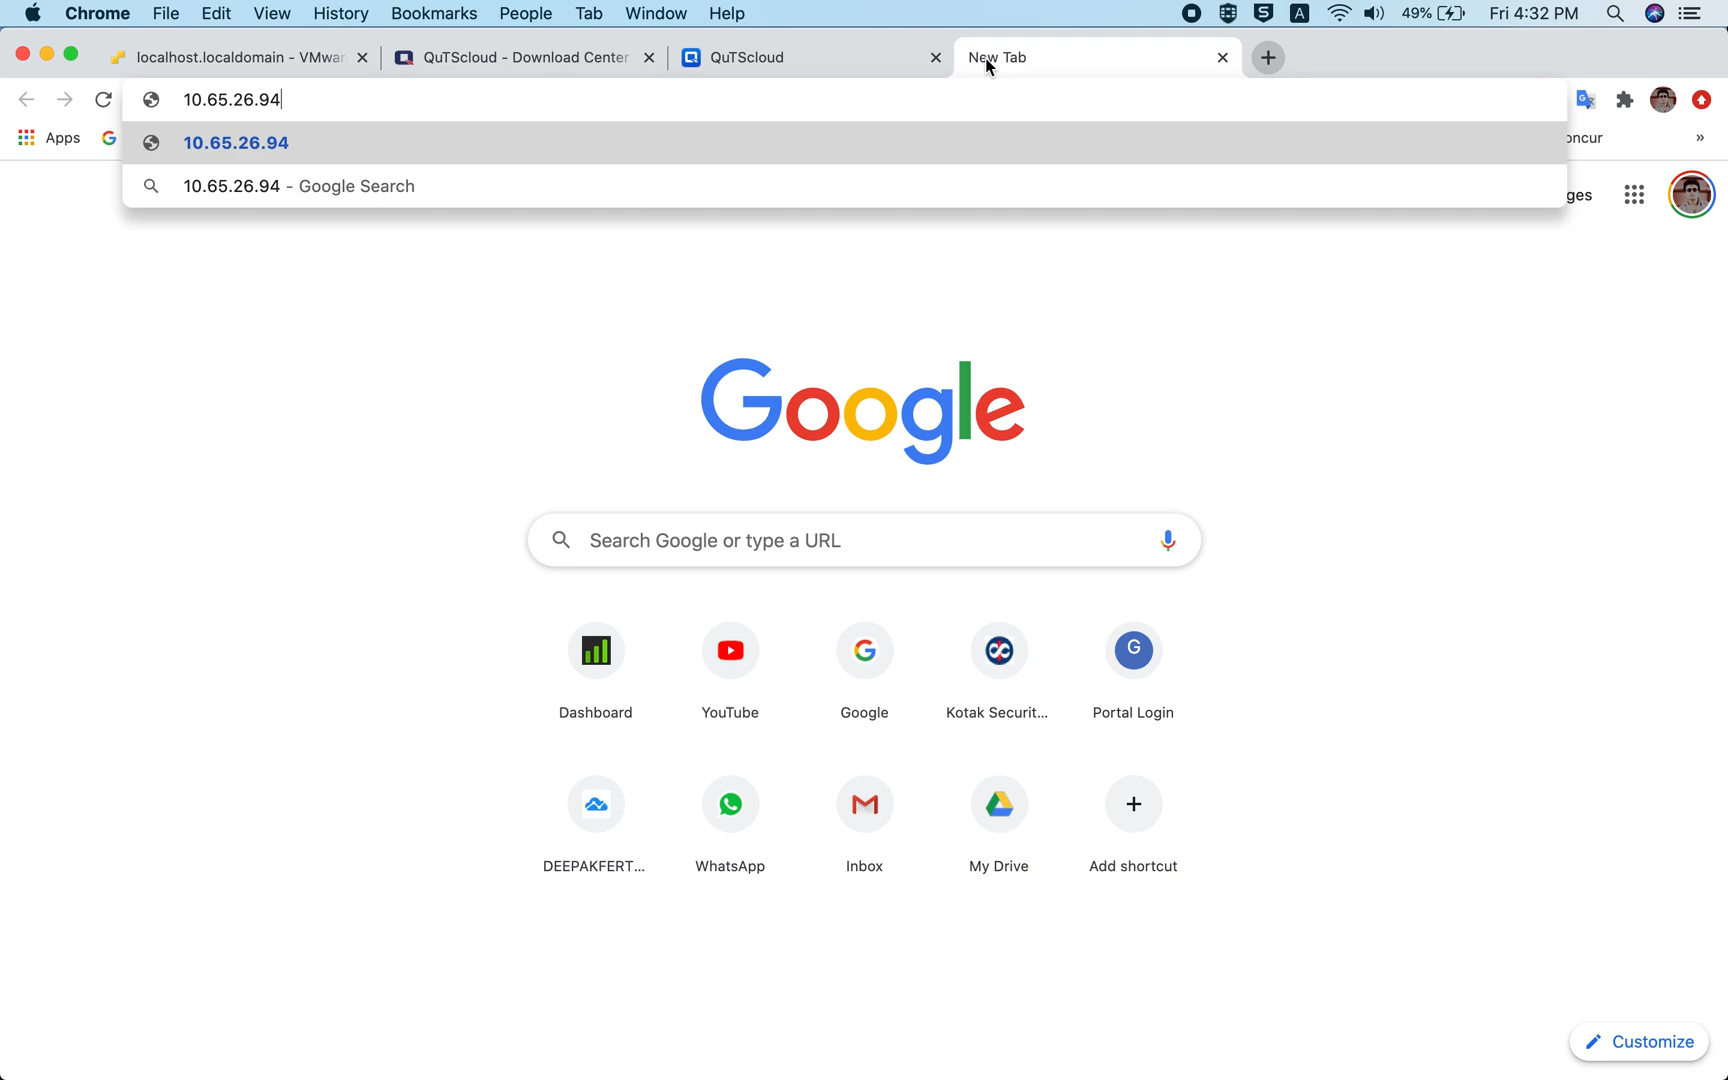 Chrome File Edit View History Bookmarks People Tab Window Help A 49% Fri 4:32 PM
localhost.localdomain - VMwar QuTScloud - Download Center QuTScloud New Tab
10.65.26.94
Apps 10.65.26.94 oncur »
10.65.26.94 - Google Search ges
Google
Search Google or type a URL
G
Dashboard YouTube Google Kotak Securit... Portal Login
DEEPAKFERT... WhatsApp Inbox My Drive Add shortcut
Customize